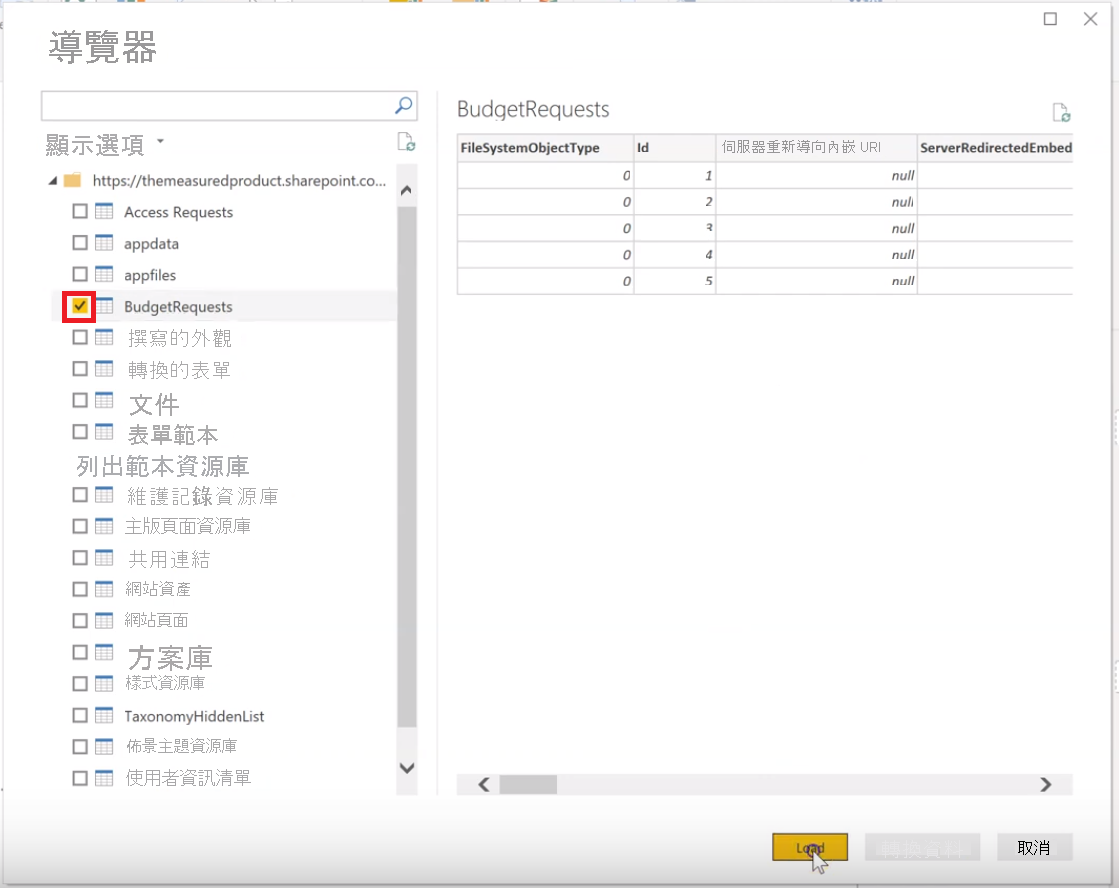 導覽器
顯示選項
https://themeasuredproduct.sharepoint.co...
Access Requests
appdata
appfiles
BudgetRequests
撰寫的外觀
轉換的表單
文件
表單範本
列出範本資源庫
維護記錄資源庫
主版頁面資源庫
共用連結
網站資產
網站頁面
方案庫
樣式資源庫
TaxonomyHiddenList
佈景主題資源庫
使用者資訊清單
BudgetRequests
FileSystemObjectType Id 伺服器重新導向內嵌 URI ServerRedirectedEmbed
0 1 null
0 2 null
0 3 null
0 4 null
0 5 null
Load 轉換資料 取消